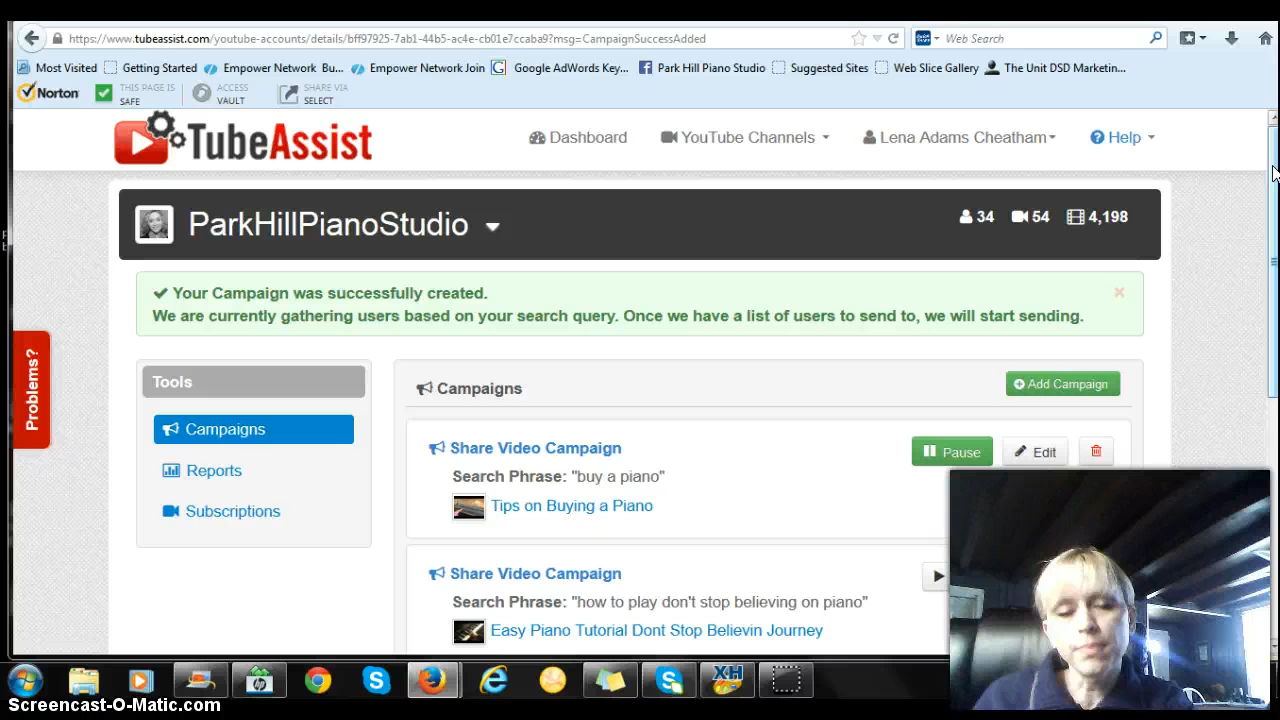 https://www.tubeassist.com/youtube-accounts/details/bff97925-7ab1-44b5-ac4e-cb01e7ccaba9?msg=CampaignSuccessAdded
Web Search
Most Visited Getting Started Empower Network Bu... Empower Network Join Google AdWords Key... Park Hill Piano Studio Suggested Sites Web Slice Gallery The Unit DSD Marketin...
Norton THIS PAGE IS SAFE ACCESS VAULT SHARE VIA SELECT
TubeAssist Dashboard YouTube Channels Lena Adams Cheatham Help
ParkHillPianoStudio 34 54 4,198
Your Campaign was successfully created.
We are currently gathering users based on your search query. Once we have a list of users to send to, we will start sending.
Problems?
Tools
Campaigns
Reports
Subscriptions
Campaigns Add Campaign
Share Video Campaign Pause Edit
Search Phrase: "buy a piano"
Tips on Buying a Piano
Share Video Campaign
Search Phrase: "how to play don't stop believing on piano"
Easy Piano Tutorial Dont Stop Believin Journey
Screencast-O-Matic.com